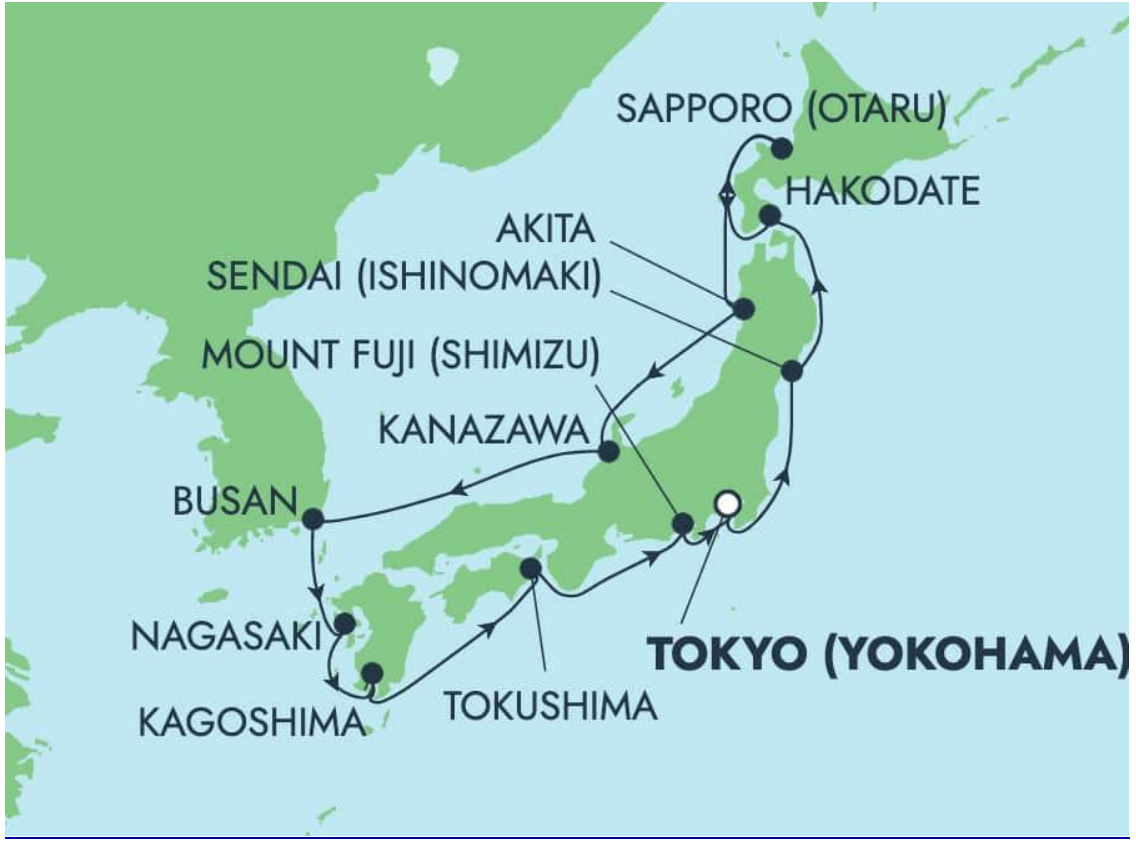 SAPPORO (OTARU)
HAKODATE
AKITA
SENDAI (ISHINOMAKI)
MOUNT FUJI (SHIMIZU)
KANAZAWA
BUSAN
NAGASAKI
TOKYO (YOKOHAMA)
TOKUSHIMA
KAGOSHIMA